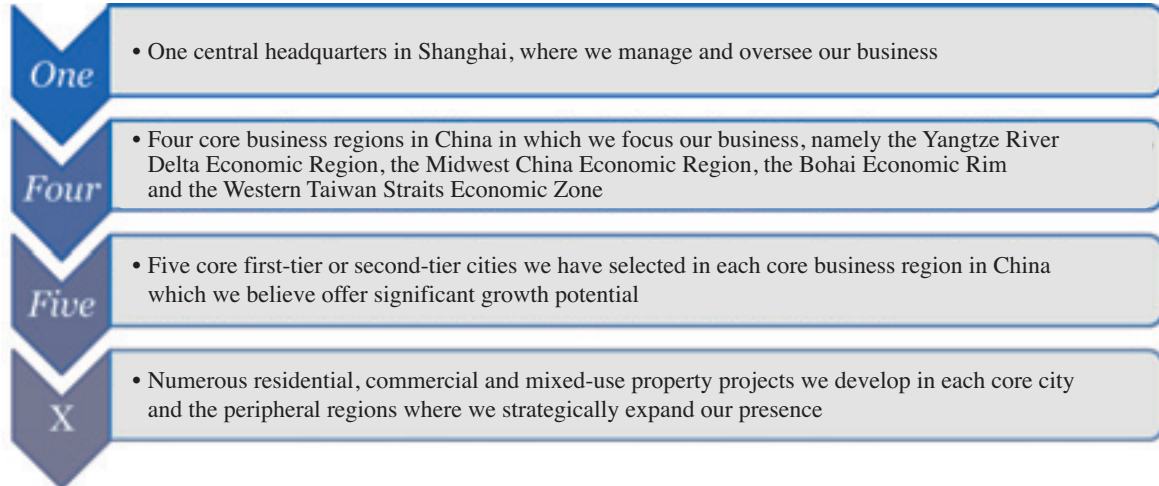 One
• One central headquarters in Shanghai, where we manage and oversee our business
Four
• Four core business regions in China in which we focus our business, namely the Yangtze River
Delta Economic Region, the Midwest China Economic Region, the Bohai Economic Rim
and the Western Taiwan Straits Economic Zone
Five
• Five core first-tier or second-tier cities we have selected in each core business region in China
which we believe offer significant growth potential
X
• Numerous residential, commercial and mixed-use property projects we develop in each core city
and the peripheral regions where we strategically expand our presence